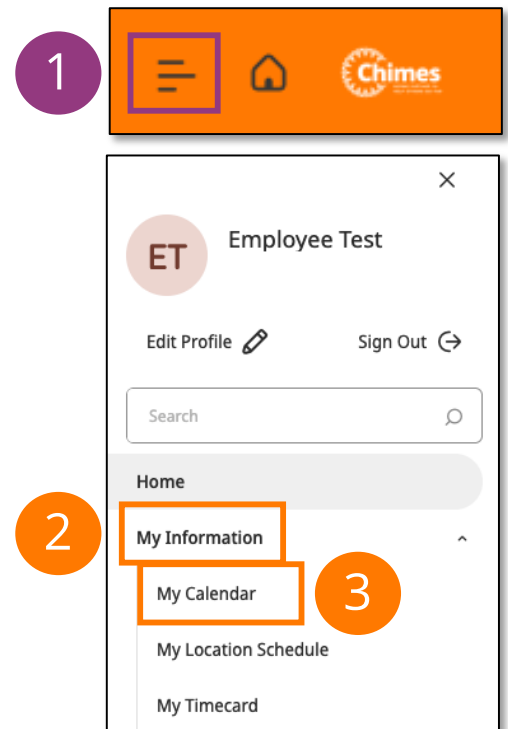 1
Chimes
ET
Employee Test
Edit Profile
Sign Out
Search
Home
2
My Information
My Calendar
3
My Location Schedule
My Timecard